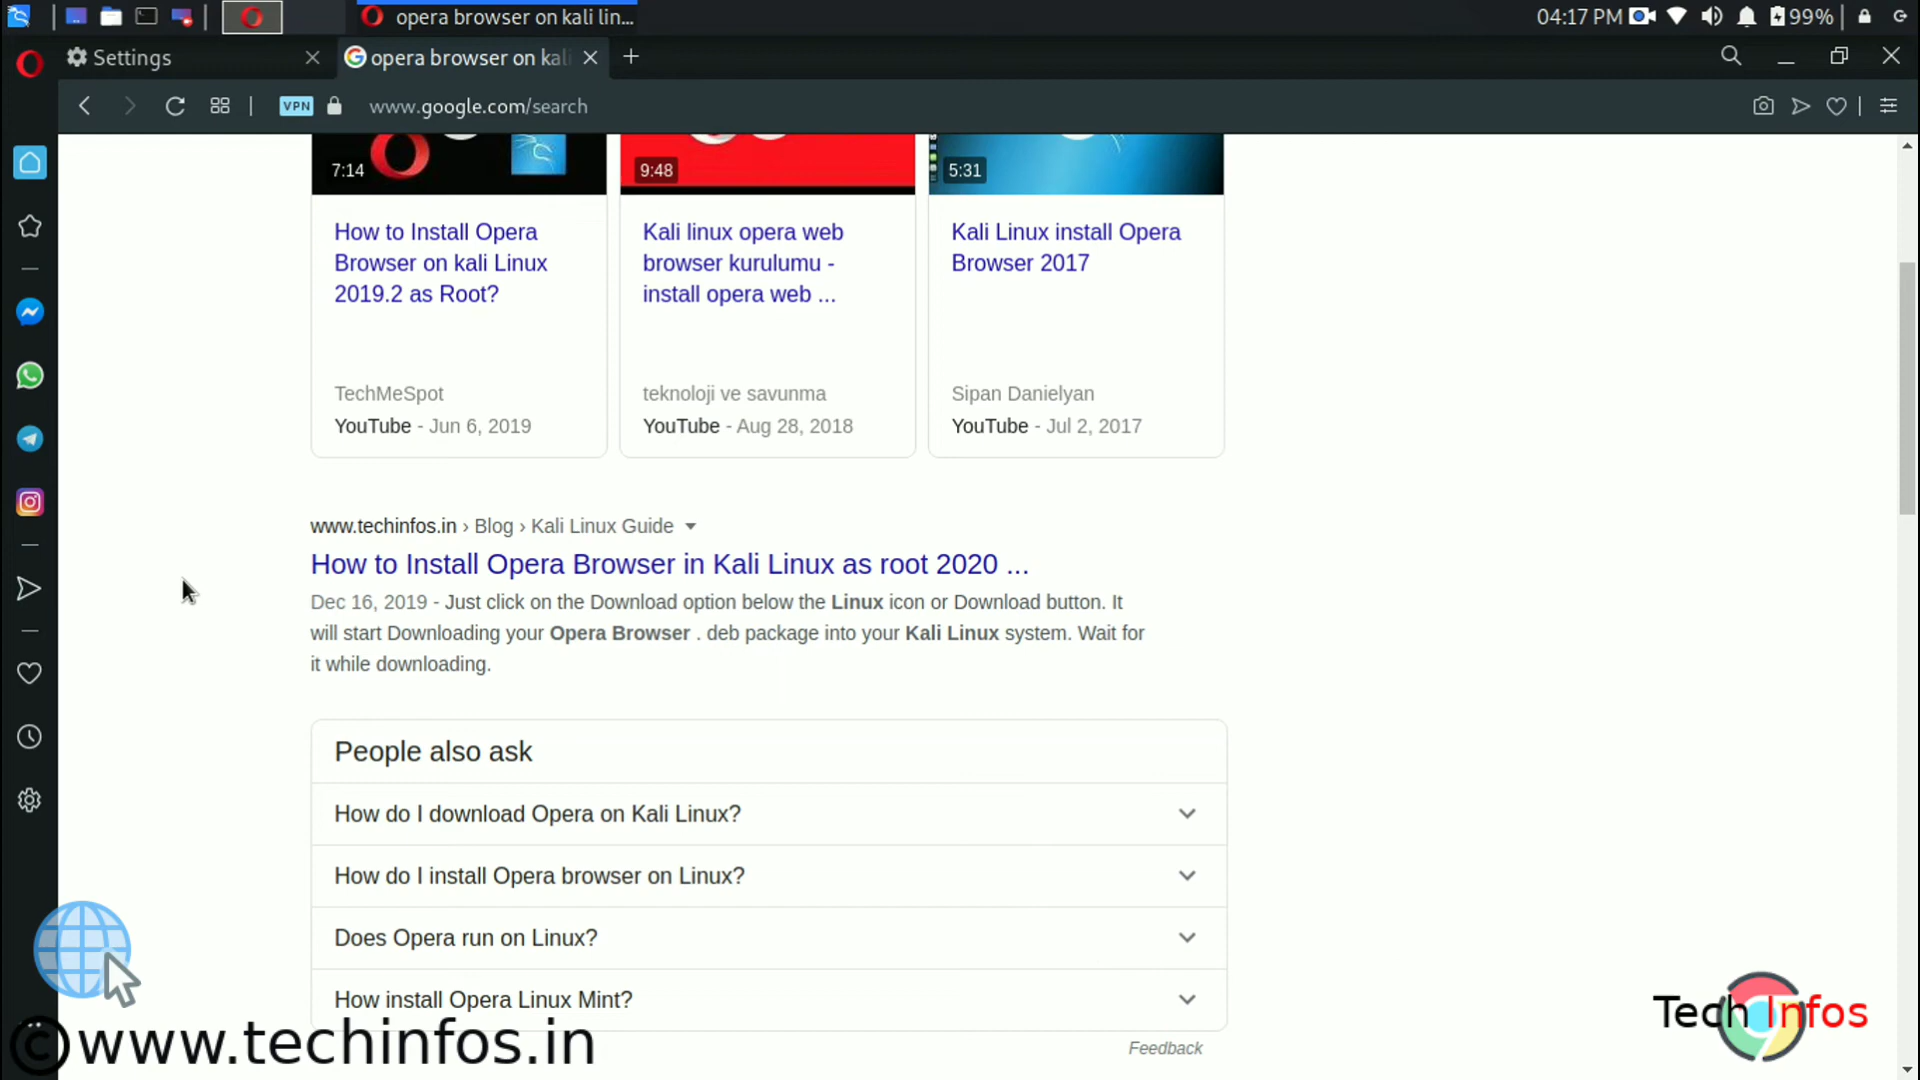 opera browser on kali lin...
04:17 PM
99%
Settings
opera browser on kal
VPN
www.google.com/search
7:14
9:48
5:31
How to Install Opera
Browser on kali Linux
2019.2 as Root?
TechMeSpot
YouTube - Jun 6, 2019
Kali linux opera web
browser kurulumu -
install opera web ...
teknoloji ve savunma
YouTube - Aug 28, 2018
Kali Linux install Opera
Browser 2017
Sipan Danielyan
YouTube - Jul 2, 2017
www.techinfos.in › Blog › Kali Linux Guide
How to Install Opera Browser in Kali Linux as root 2020 ...
Dec 16, 2019 - Just click on the Download option below the Linux icon or Download button. It
will start Downloading your Opera Browser . deb package into your Kali Linux system. Wait for
it while downloading.
People also ask
How do I download Opera on Kali Linux?
How do I install Opera browser on Linux?
Does Opera run on Linux?
How install Opera Linux Mint?
Feedback
©www.techinfos.in
Tech Infos